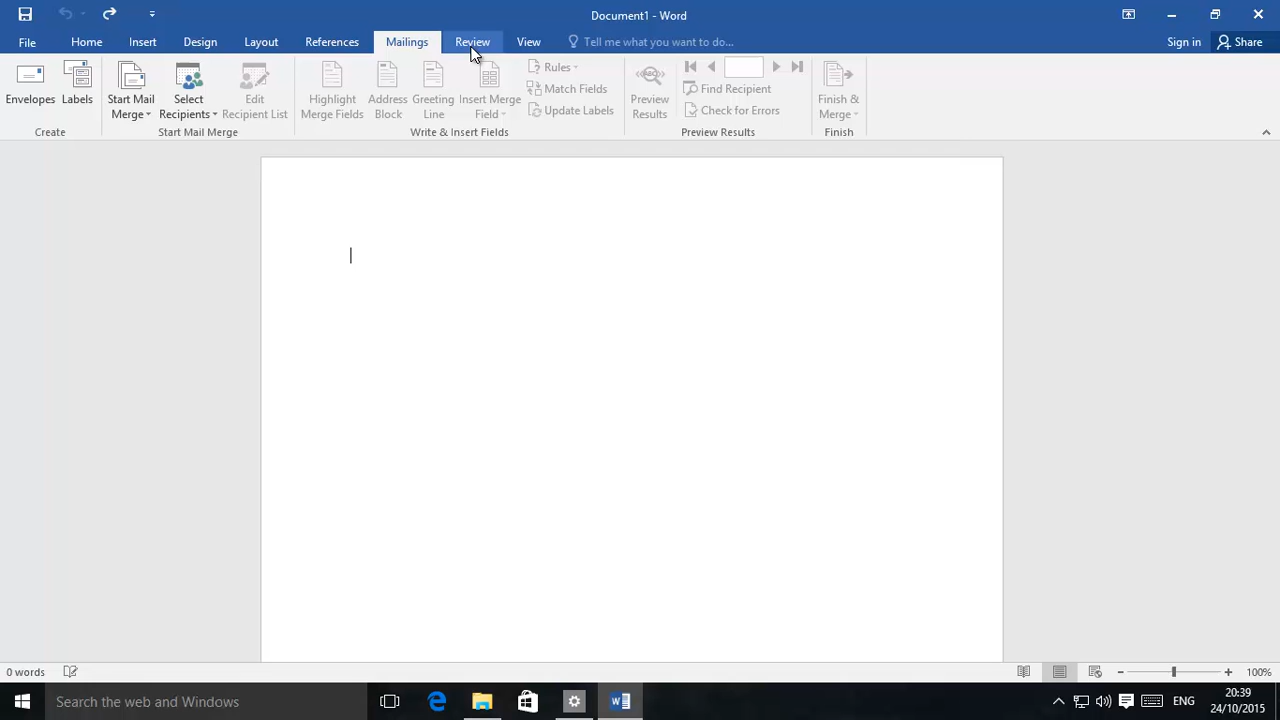 Document1 - Word
File Home Insert Design Layout References Mailings Review View Tell me what you want to do... Sign in Share
Envelopes
Labels
Create
Start Mail
Merge
Select
Recipients
Edit
Recipient List
Start Mail Merge
Highlight
Merge Fields
Address
Block
Greeting
Line
Insert Merge
Field
Rules
Match Fields
Update Labels
Write & Insert Fields
Preview
Results
Find Recipient
Check for Errors
Preview Results
Finish &
Merge
Finish
0 words
100%
Search the web and Windows
ENG
20:39
24/10/2015